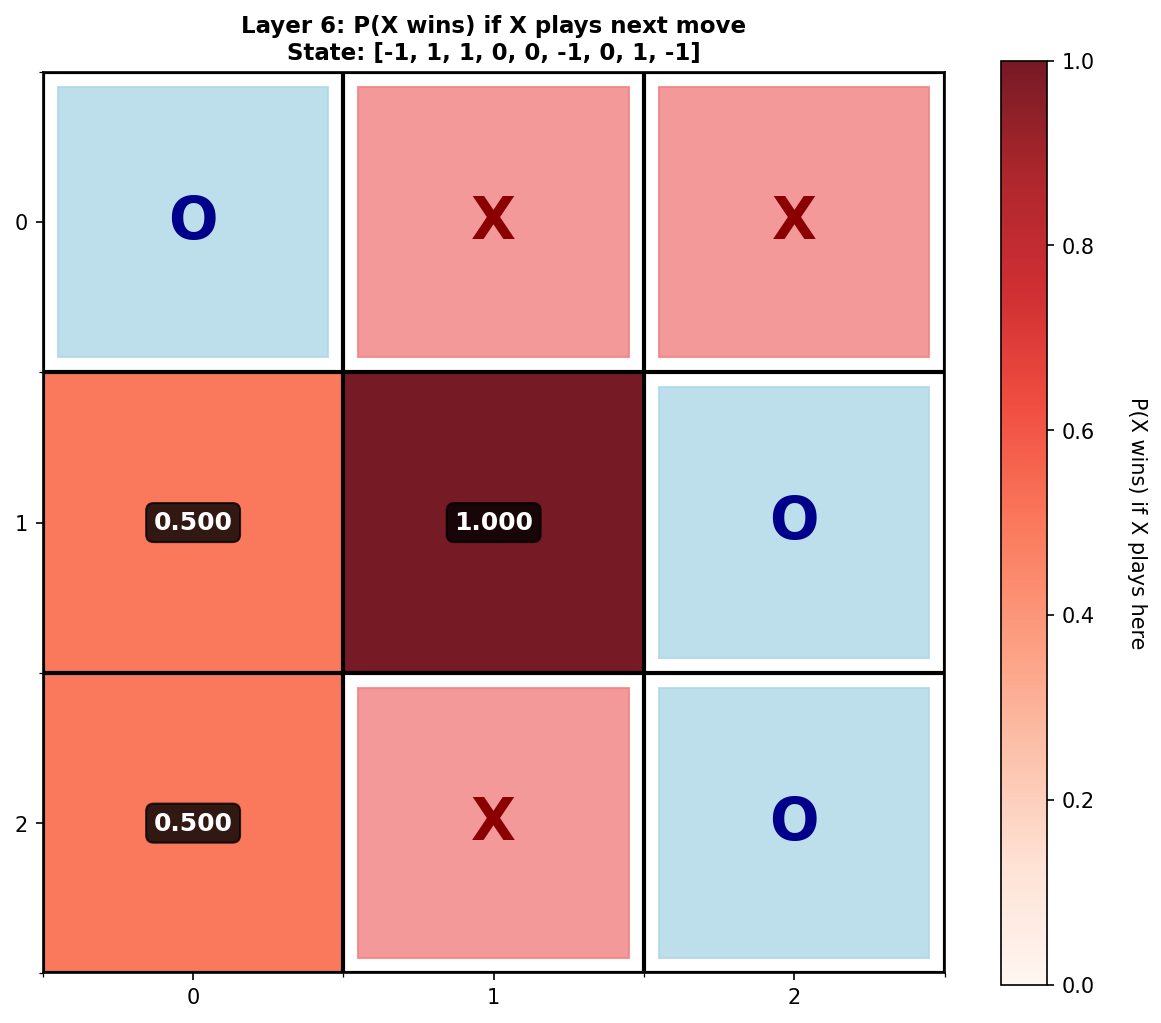 Layer 6: P(X wins) if X plays next move
State: [-1, 1, 1, 0, 0, -1, 0, 1, -1]
O X X
0.500 1.000 O
0.500 X O
0
1
2
0 1 2
1.0
0.8
0.6
0.4
0.2
0.0
P(X wins) if X plays here